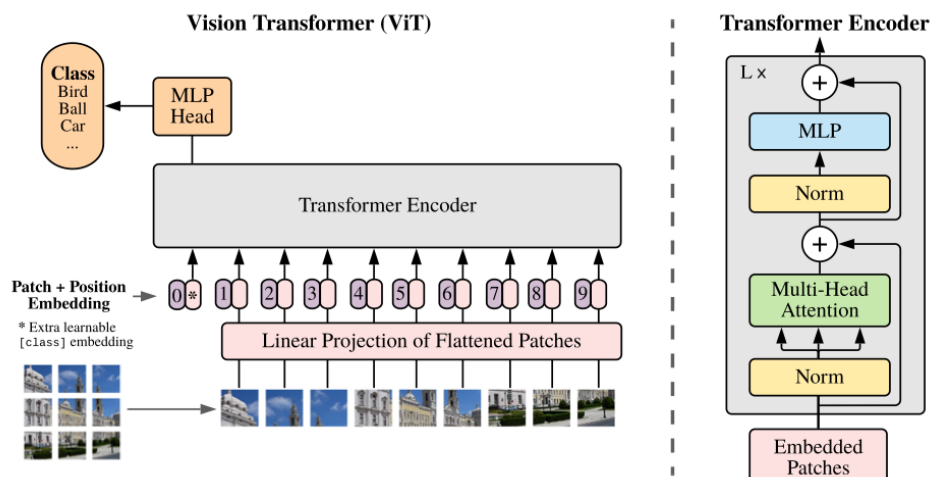 Vision Transformer (ViT)
Class
Bird
Ball
Car
...
MLP
Head
Transformer Encoder
Patch + Position
Embedding
0 * 1 2 3 4 5 6 7 8 9
* Extra learnable
[class] embedding
Linear Projection of Flattened Patches
Transformer Encoder
L x
+
MLP
Norm
+
Multi-Head
Attention
Norm
Embedded
Patches